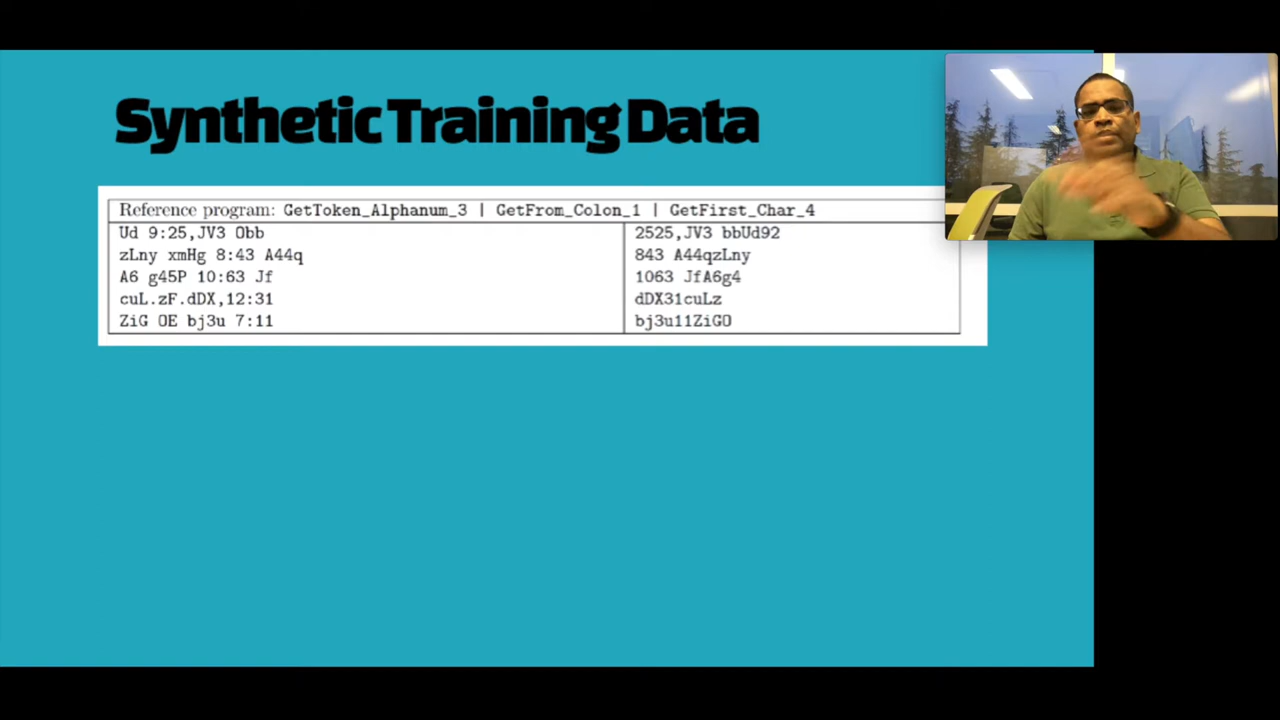 Synthetic Training Data
Reference program: GetToken_Alphanum_3 | GetFrom_Colon_1 | GetFirst_Char_4
Ud 9:25,JV3 Obb 2525,JV3 ObbUd92
zLny xmHg 8:43 A44q 843 A44qzLny
A6 g45P 10:63 Jf 1063 JfA6g4
cuL.zF.dDX,12:31 dDX31cuLz
ZiG OE bj3u 7:11 bj3u11ZiGO